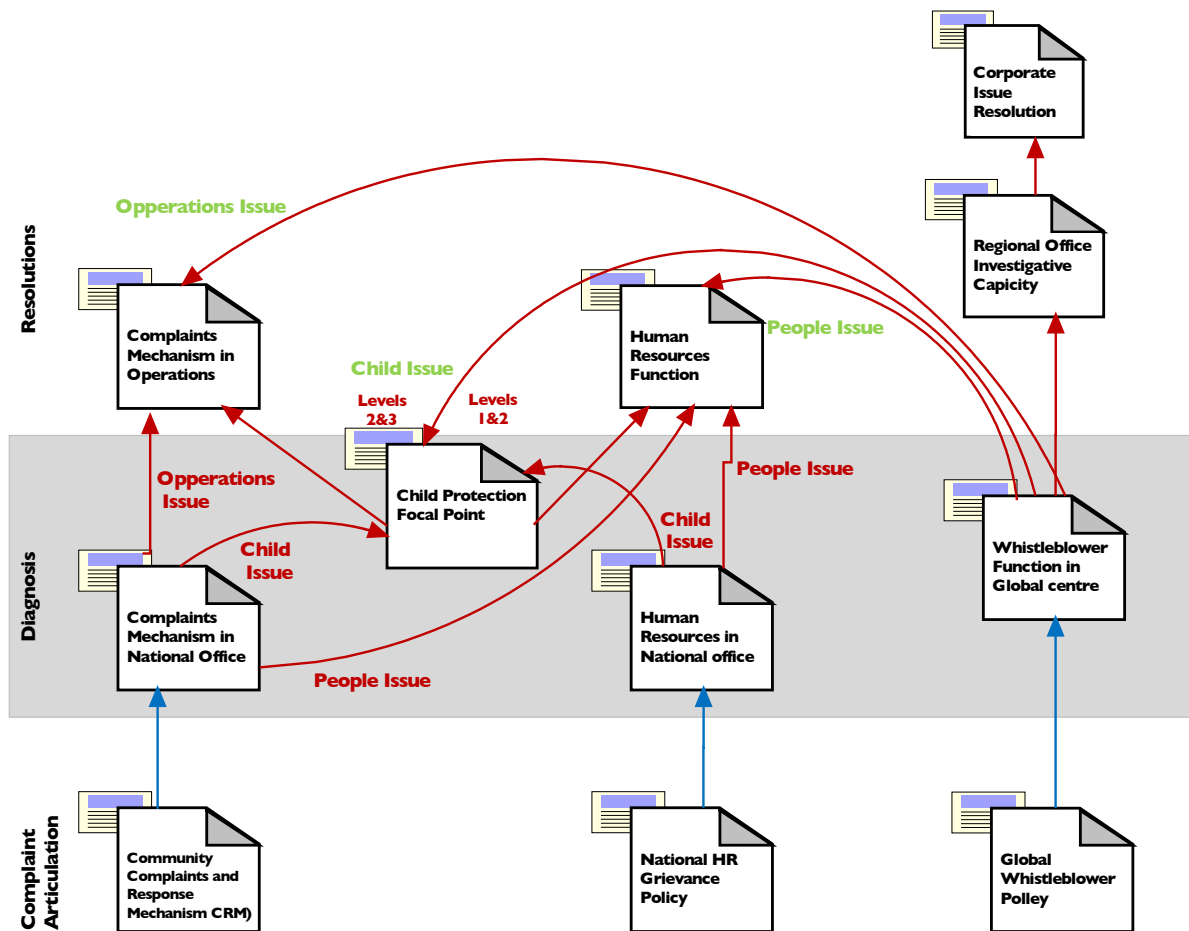 Corporate
Issue
Resolution
Resolutions
Opperations Issue
Regional Office
Investigative
Capicity
Complaints
Mechanism in
Operations
Human
Resources
Function
People Issue
Child Issue
Levels
2&3
Levels
1&2
Diagnosis
Opperations
Issue
Child Protection
Focal Point
People Issue
Child
Issue
Child
Issue
Whistleblower
Function in
Global centre
Complaints
Mechanism in
National Office
Human
Resources in
National office
People Issue
Complaint
Articulation
Community
Complaints and
Response
Mechanism CRM)
National HR
Grievance
Policy
Global
Whistleblower
Polley